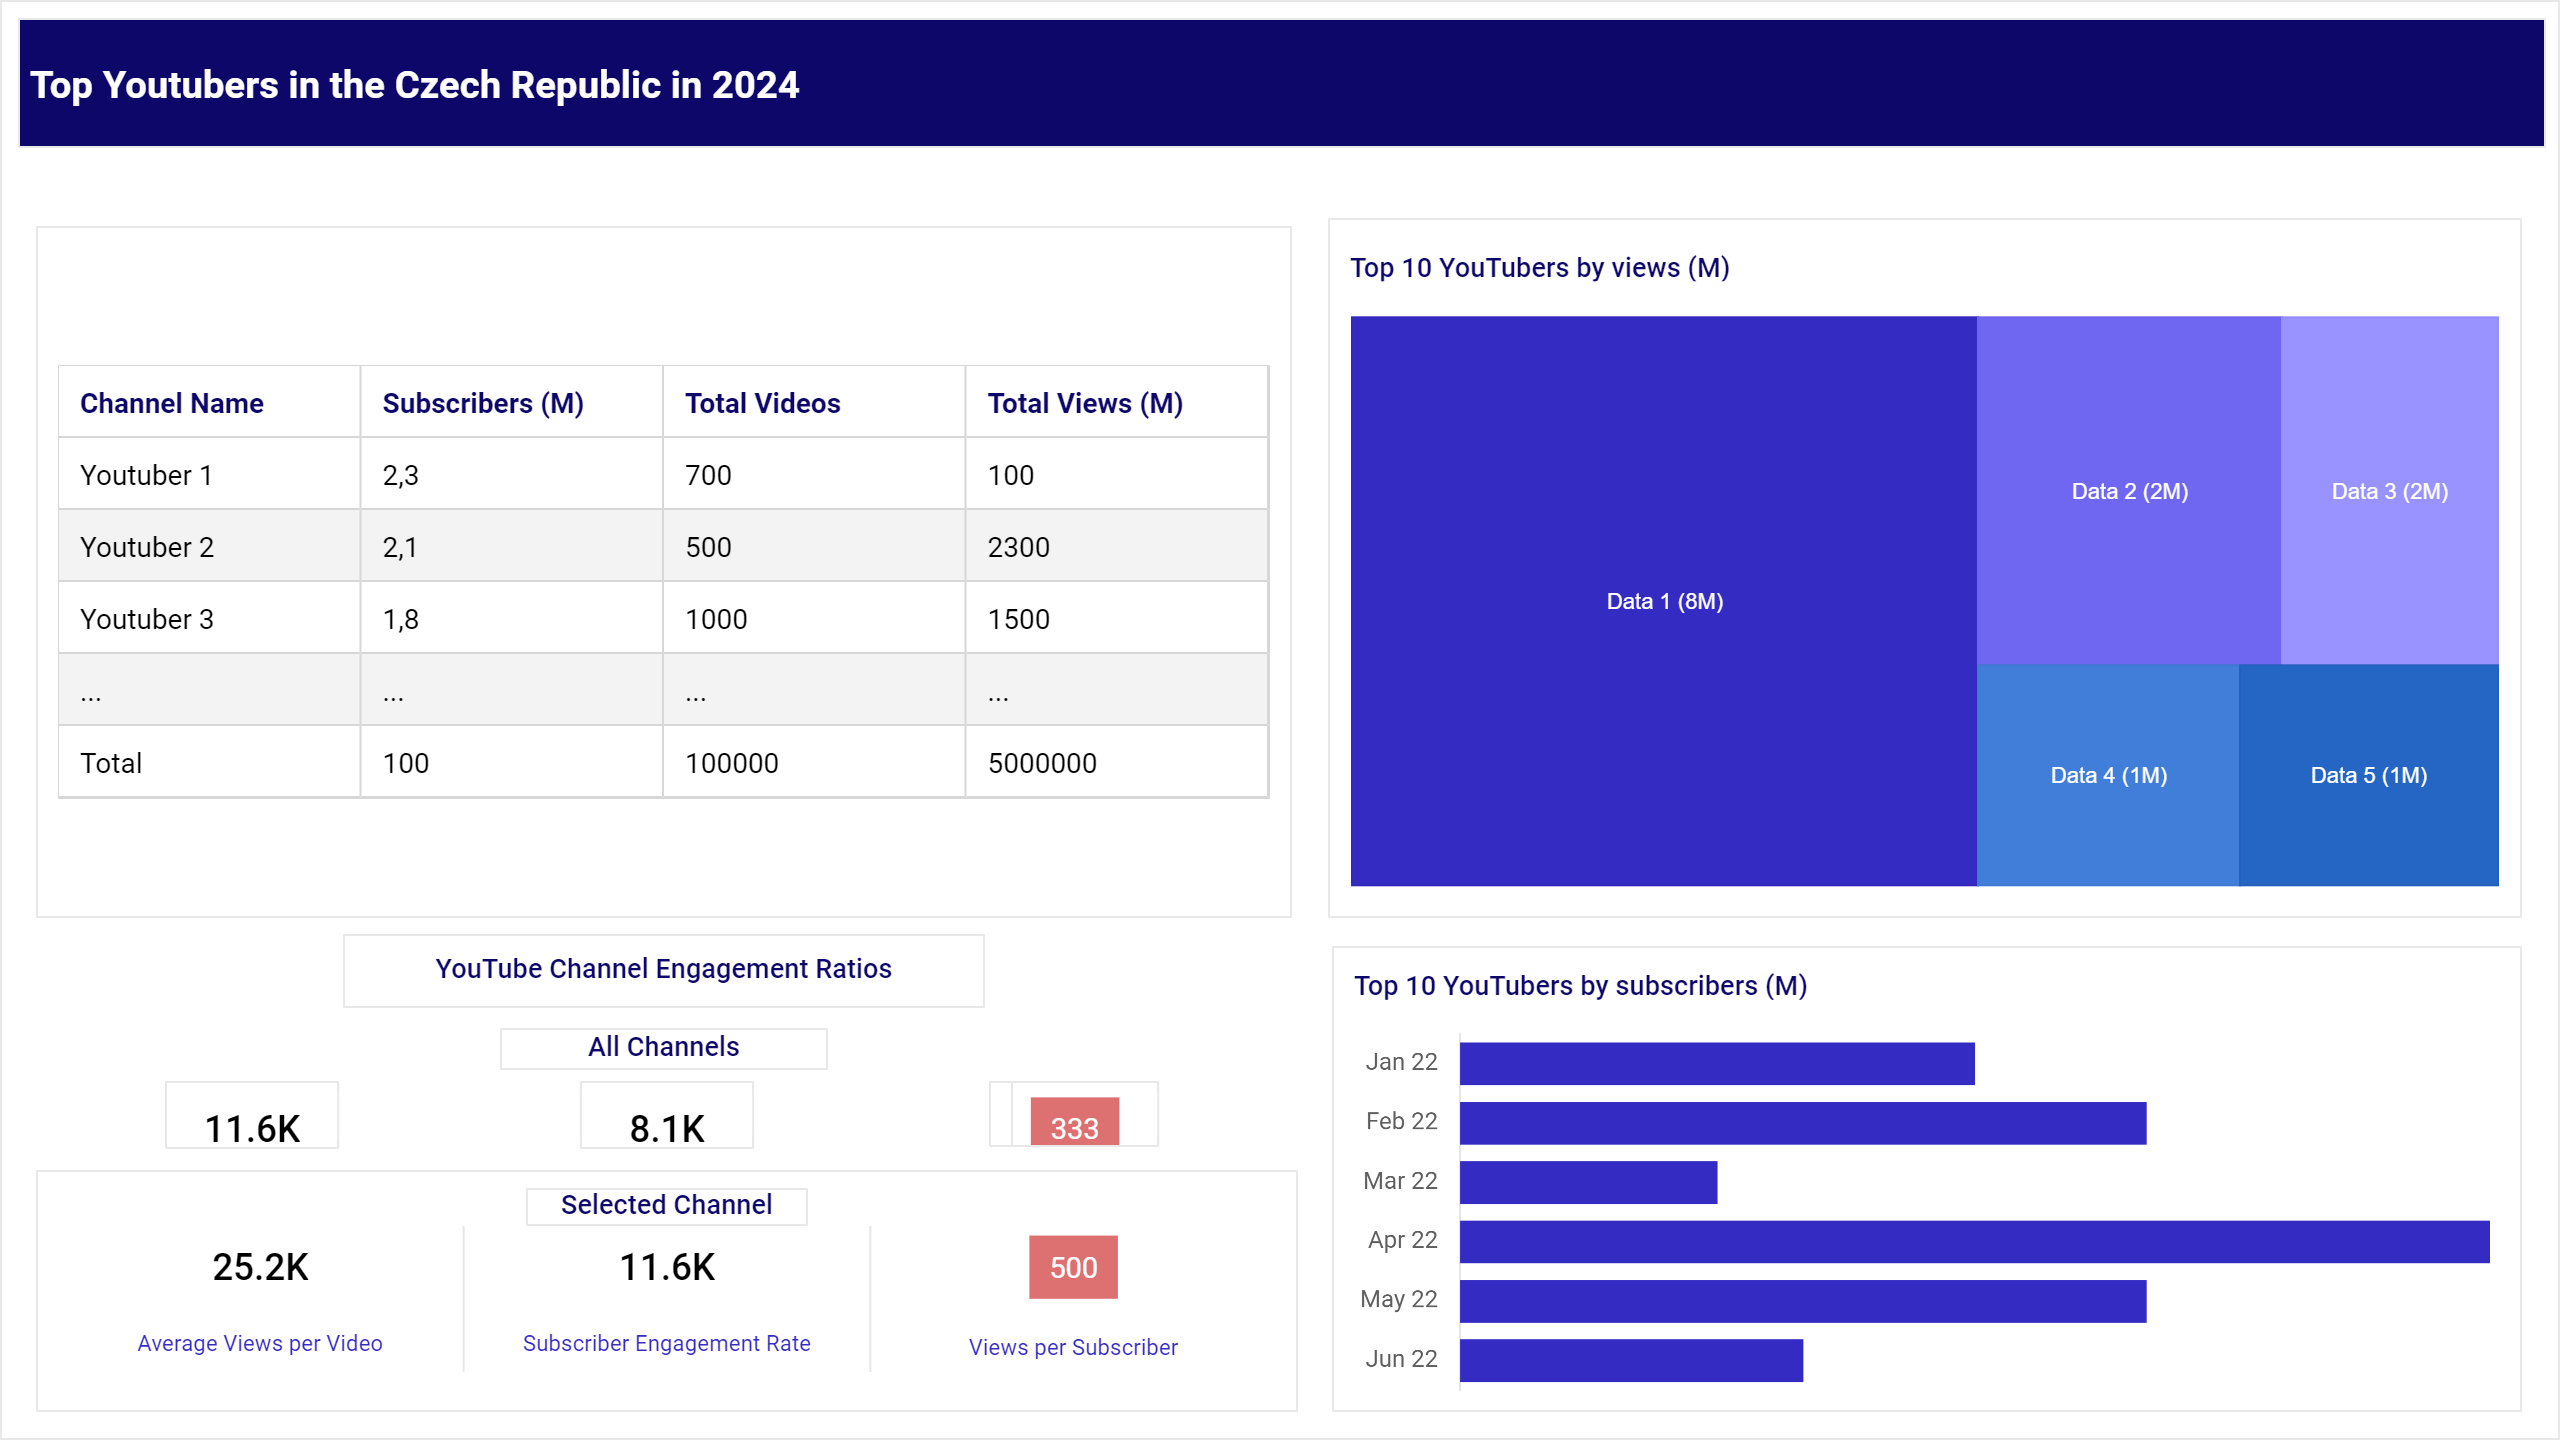 Top Youtubers in the Czech Republic in 2024
Channel Name Subscribers (M) Total Videos Total Views (M)
Youtuber 1 2,3 700 100
Youtuber 2 2,1 500 2300
Youtuber 3 1,8 1000 1500
... ... ... ...
Total 100 100000 5000000
Top 10 YouTubers by views (M)
Data 1 (8M)
Data 2 (2M)
Data 3 (2M)
Data 4 (1M)
Data 5 (1M)
YouTube Channel Engagement Ratios
All Channels
11.6K 8.1K 333
Selected Channel
25.2K 11.6K 500
Average Views per Video Subscriber Engagement Rate Views per Subscriber
Top 10 YouTubers by subscribers (M)
Jan 22
Feb 22
Mar 22
Apr 22
May 22
Jun 22